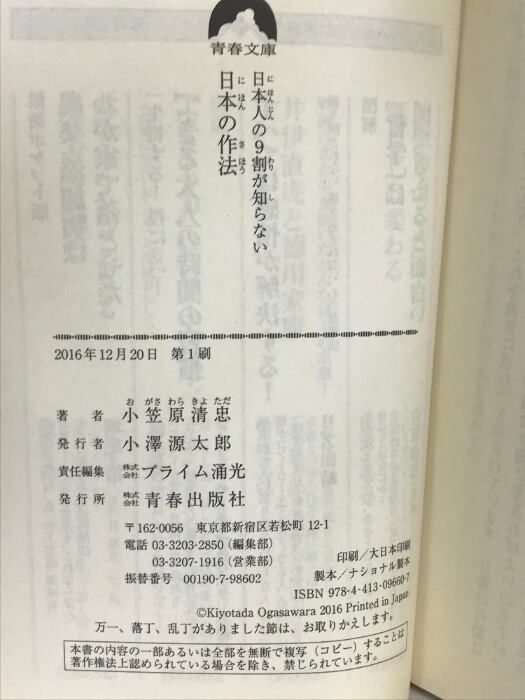 青春文庫
日本人の9割が知らない
日本の作法
2016年12月20日 第1刷
著者 小笠原清忠
発行者 小澤源太郎
責任編集 株式会社プライム涌光
発行所 株式会社青春出版社
〒162-0056 東京都新宿区若松町12-1
電話 03-3203-2850（編集部）
03-3207-1916（営業部）
振替番号 00190-7-98602
印刷／大日本印刷
製本／ナショナル製本
ISBN 978-4-413-09660-7
©Kiyotada Ogasawara 2016 Printed in Japan
万一、落丁、乱丁がありました節は、お取りかえします。
本書の内容の一部あるいは全部を無断で複写（コピー）することは
著作権法上認められている場合を除き、禁じられています。